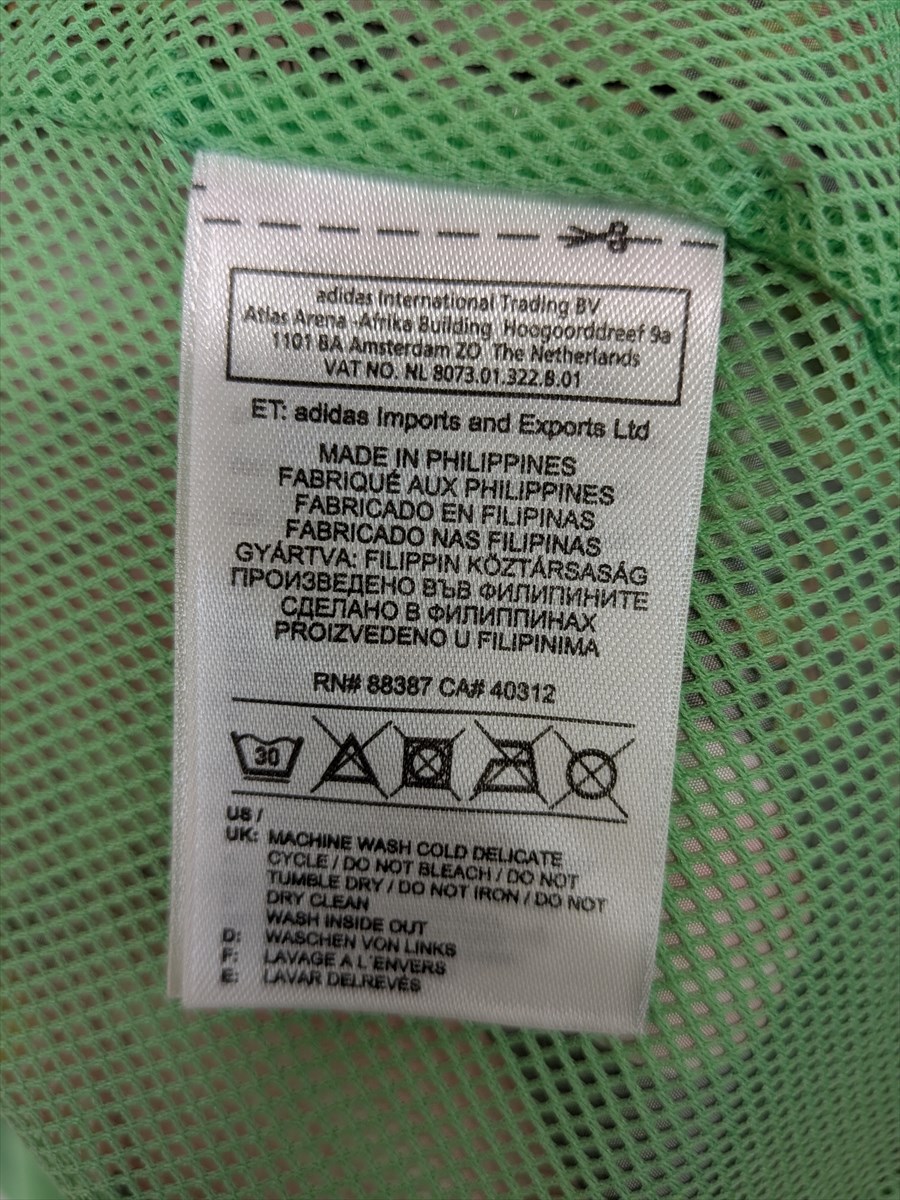 adidas International Trading BV
Atlas Arena -Afrika Building Hoogoorddreef 9a
1101 BA Amsterdam ZO The Netherlands
VAT NO. NL 8073.01.322.B.01
ET: adidas Imports and Exports Ltd
MADE IN PHILIPPINES
FABRIQUÉ AUX PHILIPPINES
FABRICADO EN FILIPINAS
FABRICADO NAS FILIPINAS
GYÁRTVA: FILIPPIN KÖZTÁRSASÁG
ПРОИЗВЕДЕНО ВЪВ ФИЛИПИНИТЕ
СДЕЛАНО В ФИЛИППИНАХ
PROIZVEDENO U FILIPINIMA
RN# 88387 CA# 40312
30
US /
UK: MACHINE WASH COLD DELICATE
CYCLE / DO NOT BLEACH / DO NOT
TUMBLE DRY / DO NOT IRON / DO NOT
DRY CLEAN
WASH INSIDE OUT
D: WASCHEN VON LINKS
F: LAVAGE A L´ENVERS
E: LAVAR DELREVÉS